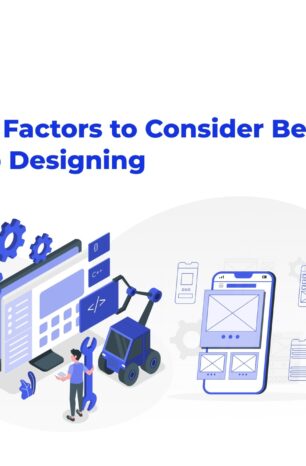 Factors to Consider Be
Designing
{}
C++
</>